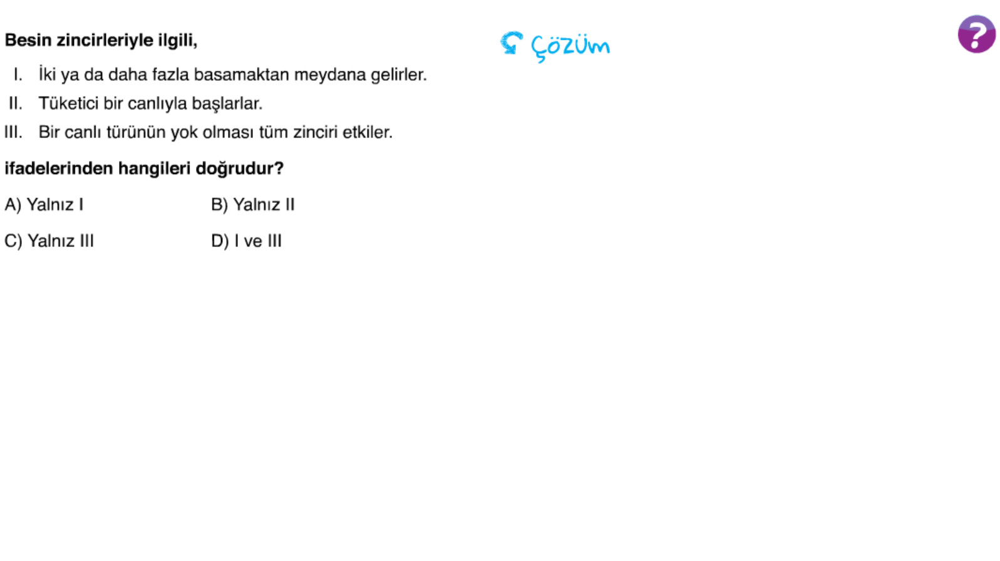 Besin zincirleriyle ilgili,
I. İki ya da daha fazla basamaktan meydana gelirler.
II. Tüketici bir canlıyla başlarlar.
III. Bir canlı türünün yok olması tüm zinciri etkiler.
ifadelerinden hangileri doğrudur?
A) Yalnız I B) Yalnız II
C) Yalnız III D) I ve III
Çözüm
?